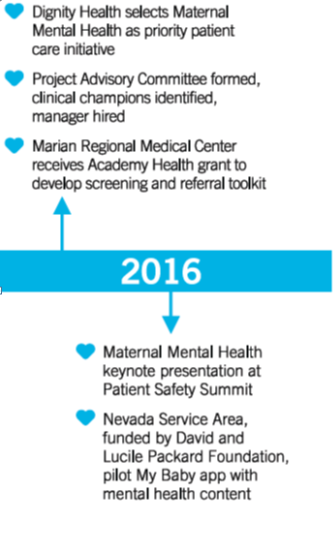 Dignity Health selects Maternal
Mental Health as priority patient
care initiative
Project Advisory Committee formed,
clinical champions identified,
manager hired
Marian Regional Medical Center
receives Academy Health grant to
develop screening and referral toolkit
2016
Maternal Mental Health
keynote presentation at
Patient Safety Summit
Nevada Service Area,
funded by David and
Lucile Packard Foundation,
pilot My Baby app with
mental health content